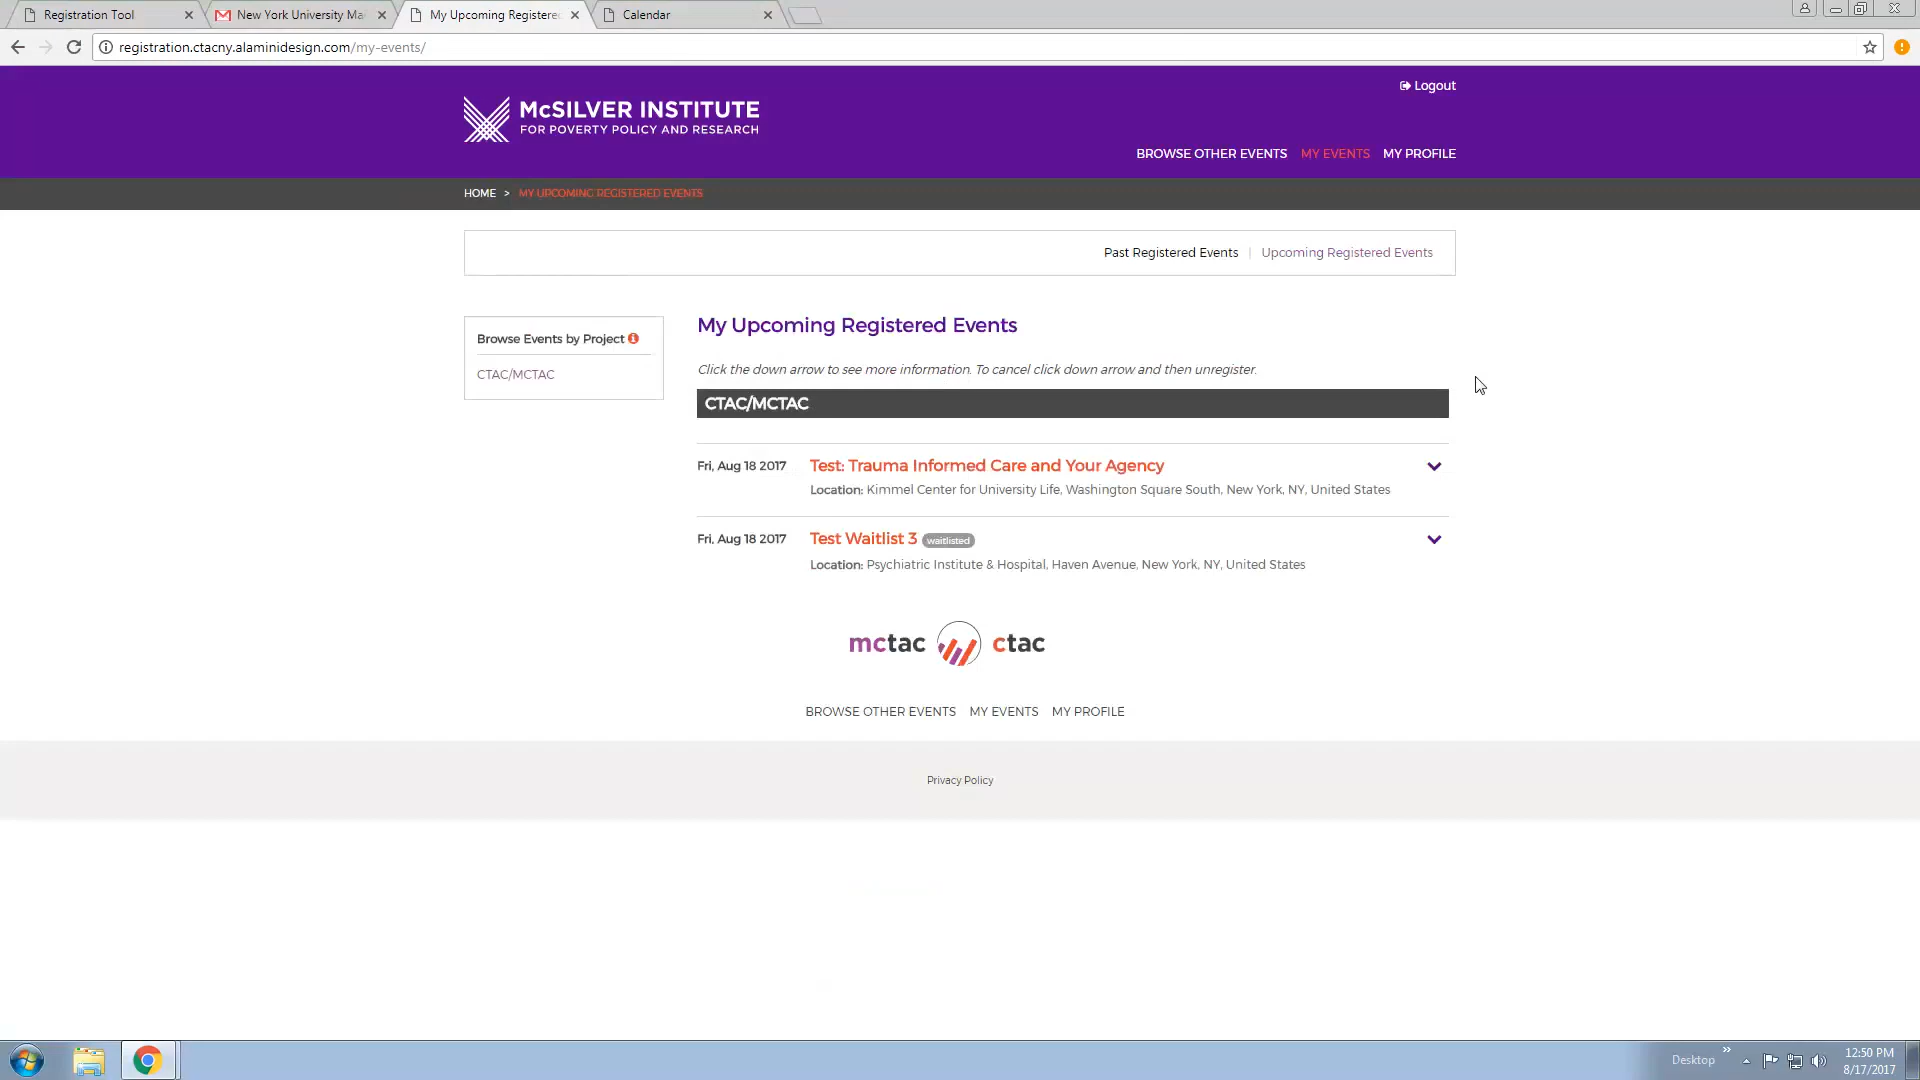 Registration Tool
New York University Ma
My Upcoming Registere
Calendar
registration.ctacny.alaminidesign.com/my-events/
Logout
McSILVER INSTITUTE
FOR POVERTY POLICY AND RESEARCH
BROWSE OTHER EVENTS MY EVENTS MY PROFILE
HOME > MY UPCOMING REGISTERED EVENTS
Past Registered Events | Upcoming Registered Events
Browse Events by Project
CTAC/MCTAC
My Upcoming Registered Events
Click the down arrow to see more information. To cancel click down arrow and then unregister.
CTAC/MCTAC
Fri, Aug 18 2017 Test: Trauma Informed Care and Your Agency
Location: Kimmel Center for University Life, Washington Square South, New York, NY, United States
Fri, Aug 18 2017 Test Waitlist 3 waitlisted
Location: Psychiatric Institute & Hospital, Haven Avenue, New York, NY, United States
mctac ctac
BROWSE OTHER EVENTS MY EVENTS MY PROFILE
Privacy Policy
Desktop
12:50 PM
8/17/2017